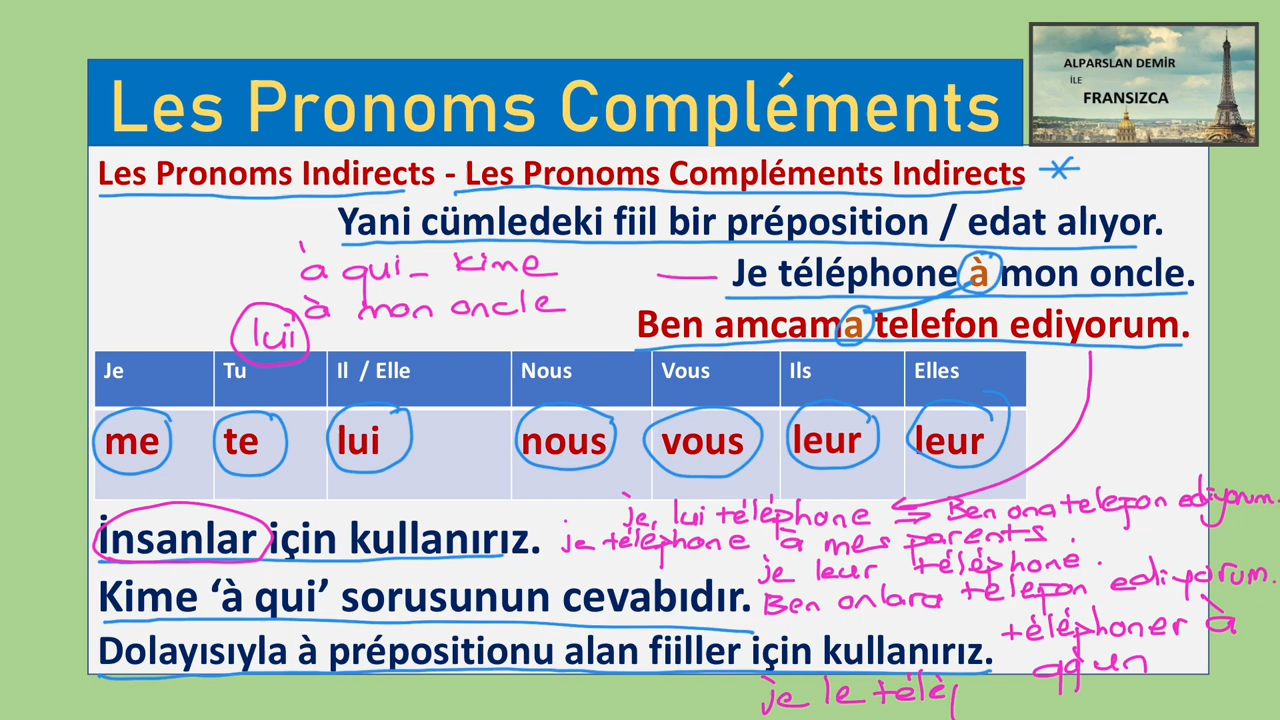 ALPARSLAN DEMİR
İLE
FRANSIZCA
Les Pronoms Compléments
Les Pronoms Indirects - Les Pronoms Compléments Indirects
Yani cümledeki fiil bir préposition / edat alıyor.
à qui - kime
Je téléphone à mon oncle.
à mon oncle
lui
Ben amcama telefon ediyorum.
Je Tu Il / Elle Nous Vous Ils Elles
me te lui nous vous leur leur
je lui téléphone => Ben ona telefon ediyorum.
İnsanlar için kullanırız.
je téléphone à mes parents.
je leur téléphone.
Kime ‘à qui’ sorusunun cevabıdır.
Ben onlara telefon ediyorum.
téléphoner à
qqun
Dolayısıyla à prépositionu alan fiiller için kullanırız.
je le télép